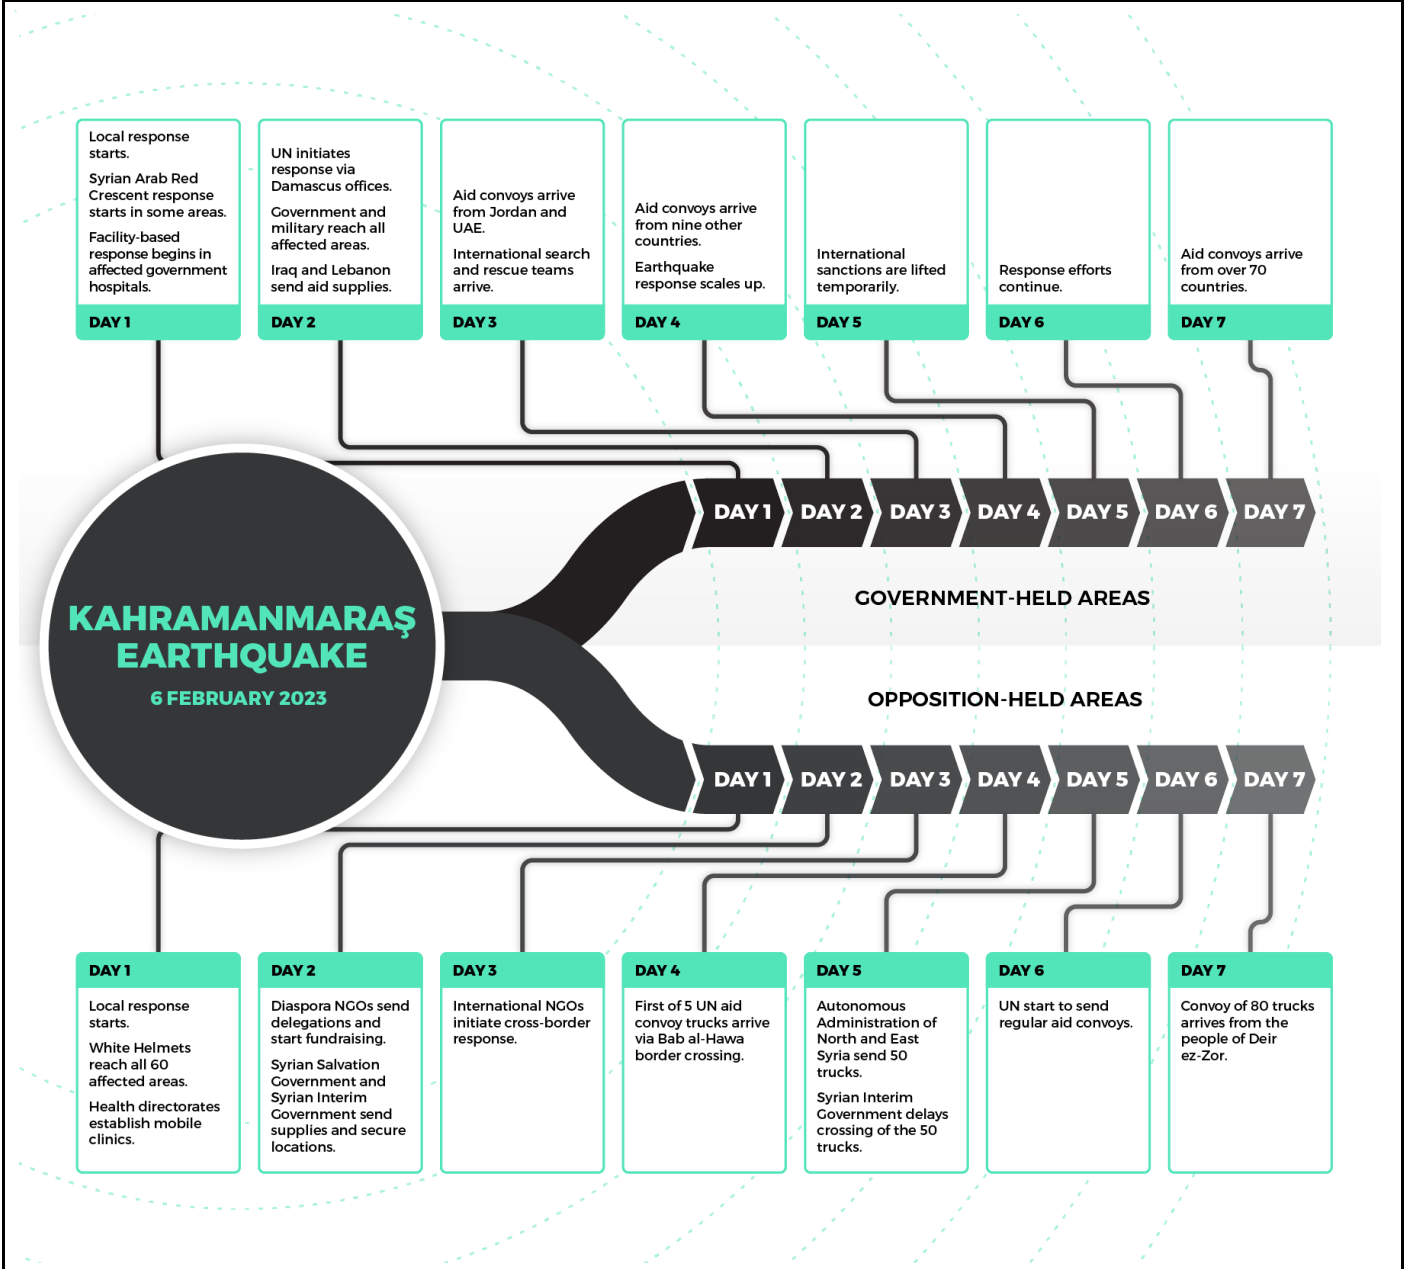 Local response
starts.
Syrian Arab Red
Crescent response
starts in some areas.
Facility-based
response begins in
affected government
hospitals.
DAY 1
UN initiates
response via
Damascus offices.
Government and
military reach all
affected areas.
Iraq and Lebanon
send aid supplies.
DAY 2
Aid convoys arrive
from Jordan and
UAE.
International search
and rescue teams
arrive.
DAY 3
Aid convoys arrive
from nine other
countries.
Earthquake
response scales up.
DAY 4
International
sanctions are lifted
temporarily.
DAY 5
Response efforts
continue.
DAY 6
Aid convoys arrive
from over 70
countries.
DAY 7
DAY 1 DAY 2 DAY 3 DAY 4 DAY 5 DAY 6 DAY 7
GOVERNMENT-HELD AREAS
KAHRAMANMARAŞ
EARTHQUAKE
6 FEBRUARY 2023
OPPOSITION-HELD AREAS
DAY 1 DAY 2 DAY 3 DAY 4 DAY 5 DAY 6 DAY 7
DAY 1
Local response
starts.
White Helmets
reach all 60
affected areas.
Health directorates
establish mobile
clinics.
DAY 2
Diaspora NGOs send
delegations and
start fundraising.
Syrian Salvation
Government and
Syrian Interim
Government send
supplies and secure
locations.
DAY 3
International NGOs
initiate cross-border
response.
DAY 4
First of 5 UN aid
convoy trucks arrive
via Bab al-Hawa
border crossing.
DAY 5
Autonomous
Administration of
North and East
Syria send 50
trucks.
Syrian Interim
Government delays
crossing of the 50
trucks.
DAY 6
UN start to send
regular aid convoys.
DAY 7
Convoy of 80 trucks
arrives from the
people of Deir
ez-Zor.